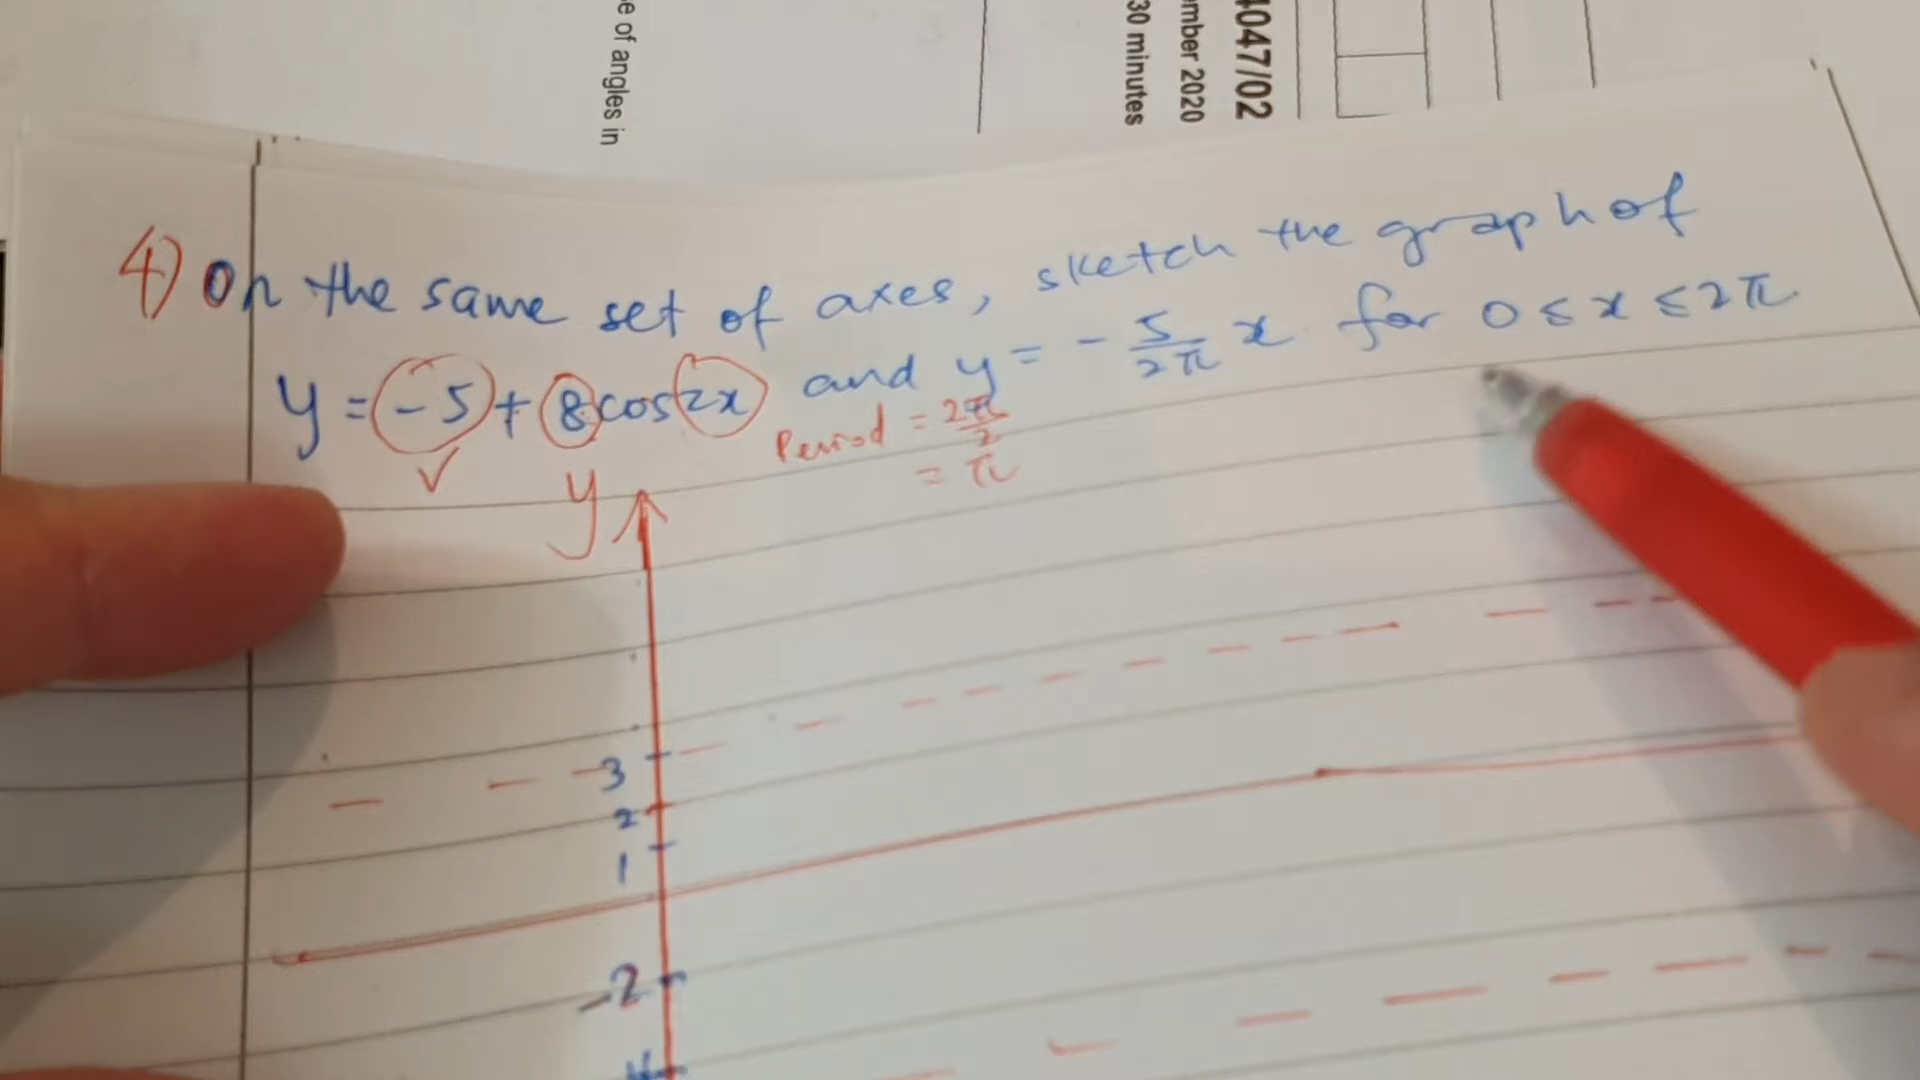 e of angles in
30 minutes
mber 2020
4047/02
4) On the same set of axes, sketch the graph of
y = -5 + 8cos2x and y = - 5/2π x for 0 ≤ x ≤ 2π
Period = 2π/2
= π
y
3
2
1
-2